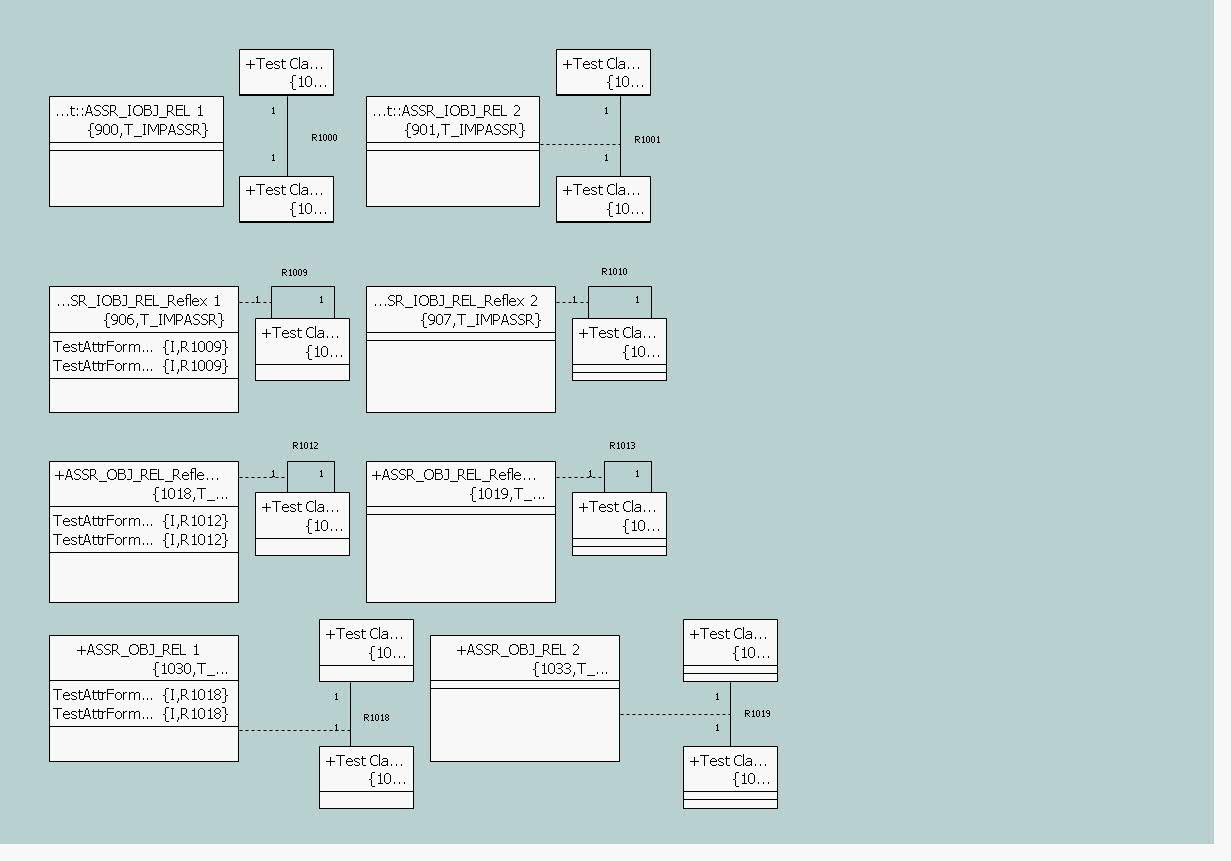 +Test Cla...
{10...
+Test Cla...
{10...
...t::ASSR_IOBJ_REL 1
{900,T_IMPASSR}
1
R1000
1
...t::ASSR_IOBJ_REL 2
{901,T_IMPASSR}
1
R1001
1
+Test Cla...
{10...
+Test Cla...
{10...
R1009
R1010
...SR_IOBJ_REL_Reflex 1
{906,T_IMPASSR}
1
1
...SR_IOBJ_REL_Reflex 2
{907,T_IMPASSR}
1
1
TestAttrForm... {I,R1009}
TestAttrForm... {I,R1009}
+Test Cla...
{10...
+Test Cla...
{10...
R1012
R1013
+ASSR_OBJ_REL_Refle...
{1018,T_...
1
1
+ASSR_OBJ_REL_Refle...
{1019,T_...
1
1
TestAttrForm... {I,R1012}
TestAttrForm... {I,R1012}
+Test Cla...
{10...
+Test Cla...
{10...
+ASSR_OBJ_REL 1
{1030,T_...
+Test Cla...
{10...
+ASSR_OBJ_REL 2
{1033,T_...
+Test Cla...
{10...
TestAttrForm... {I,R1018}
TestAttrForm... {I,R1018}
1
R1018
1
1
R1019
1
+Test Cla...
{10...
+Test Cla...
{10...